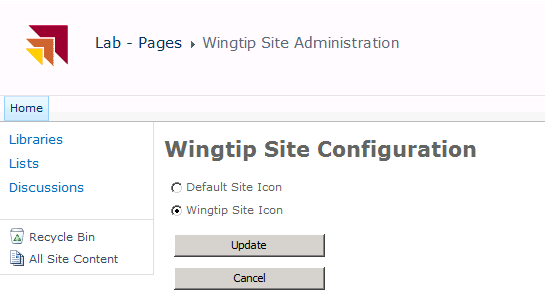 Lab - Pages ▸ Wingtip Site Administration
Home
Libraries
Lists
Discussions
Recycle Bin
All Site Content
Wingtip Site Configuration
Default Site Icon
Wingtip Site Icon
Update
Cancel